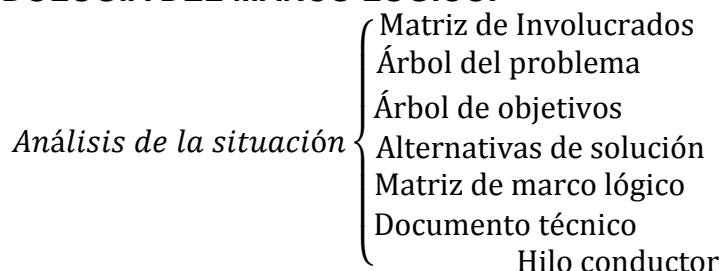 Matriz de Involucrados
Árbol del problema
Árbol de objetivos
Análisis de la situación
Alternativas de solución
Matriz de marco lógico
Documento técnico
Hilo conductor